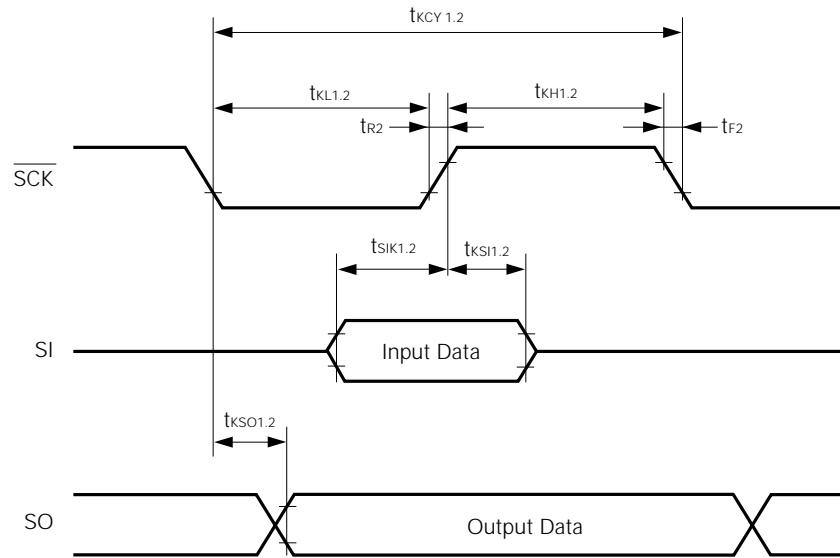 tKCY 1.2
tKL1.2
tKH1.2
tR2
tF2
SCK
tSIK1.2
tKSI1.2
SI
Input Data
tKSO1.2
SO
Output Data